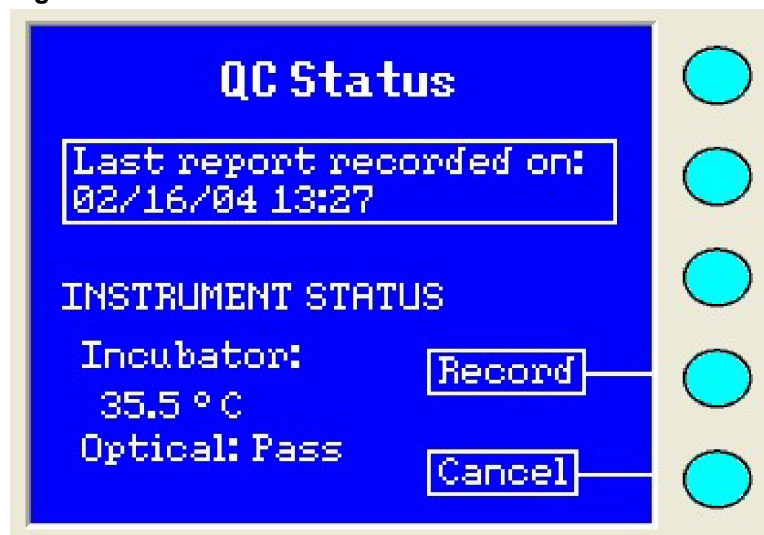 QC Status
Last report recorded on:
02/16/04 13:27
INSTRUMENT STATUS
Incubator:
35.5 ° C
Record
Optical: Pass
Cancel